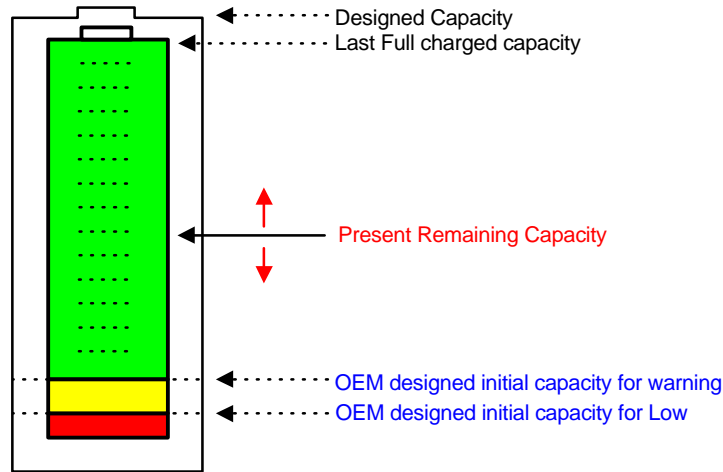 Designed Capacity
Last Full charged capacity
Present Remaining Capacity
OEM designed initial capacity for warning
OEM designed initial capacity for Low